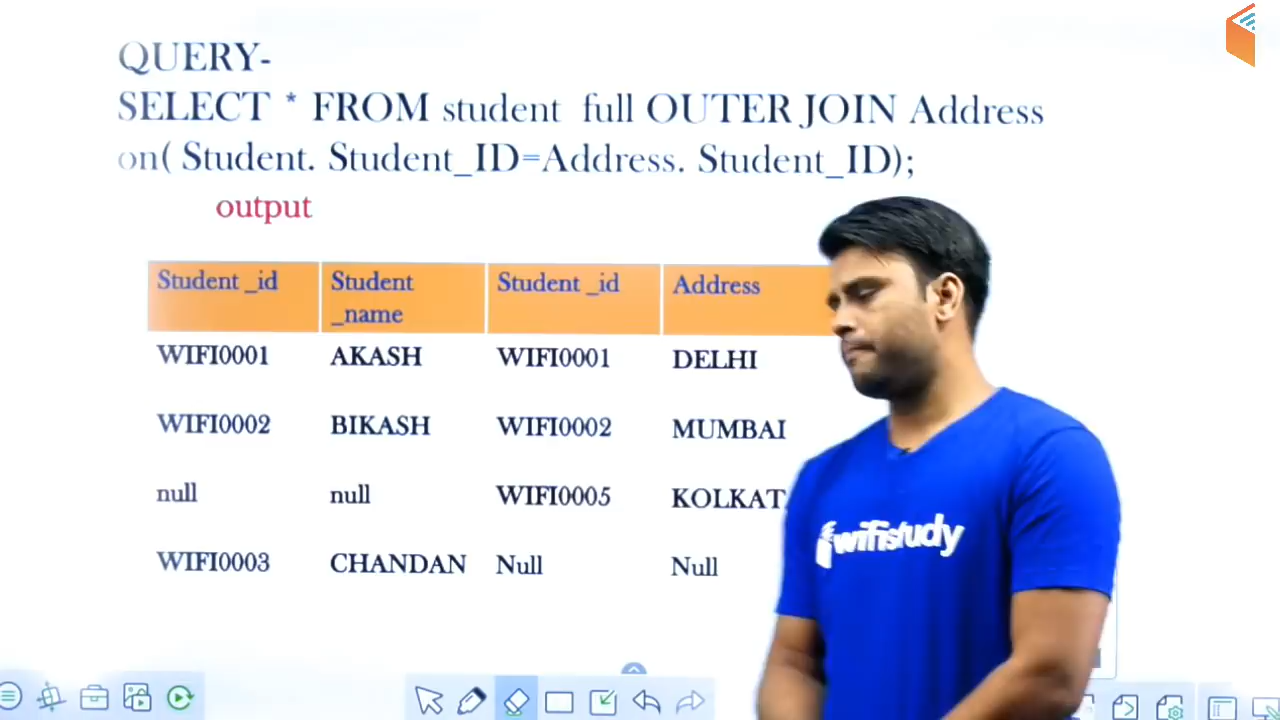 QUERY-
SELECT * FROM student full OUTER JOIN Address
on( Student. Student_ID=Address. Student_ID);
output
Student _id Student _name Student _id Address
WIFI0001 AKASH WIFI0001 DELHI
WIFI0002 BIKASH WIFI0002 MUMBAI
null null WIFI0005 KOLKAT
WIFI0003 CHANDAN Null Null
wifistudy